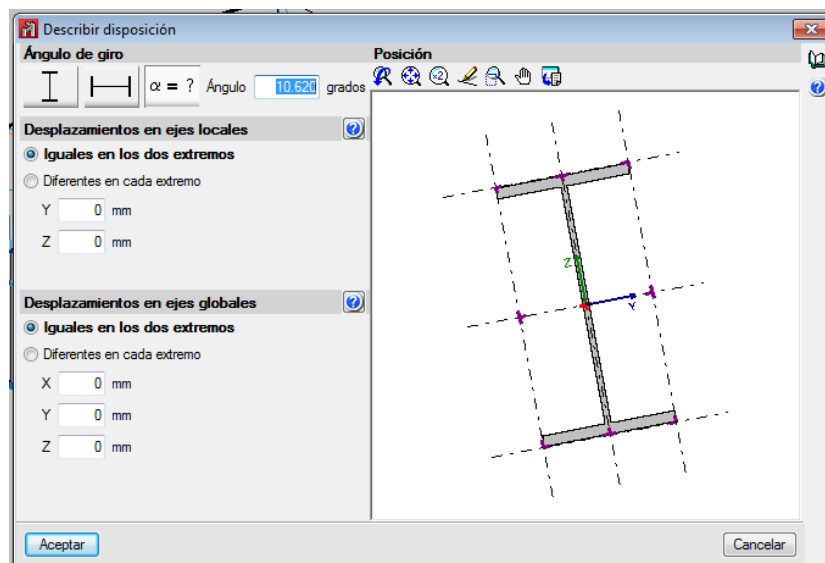 Describir disposición
Ángulo de giro
α = ? Ángulo 10.620 grados
Desplazamientos en ejes locales
Iguales en los dos extremos
Diferentes en cada extremo
Y 0 mm
Z 0 mm
Desplazamientos en ejes globales
Iguales en los dos extremos
Diferentes en cada extremo
X 0 mm
Y 0 mm
Z 0 mm
Posición
x2
Z
Y
Aceptar
Cancelar